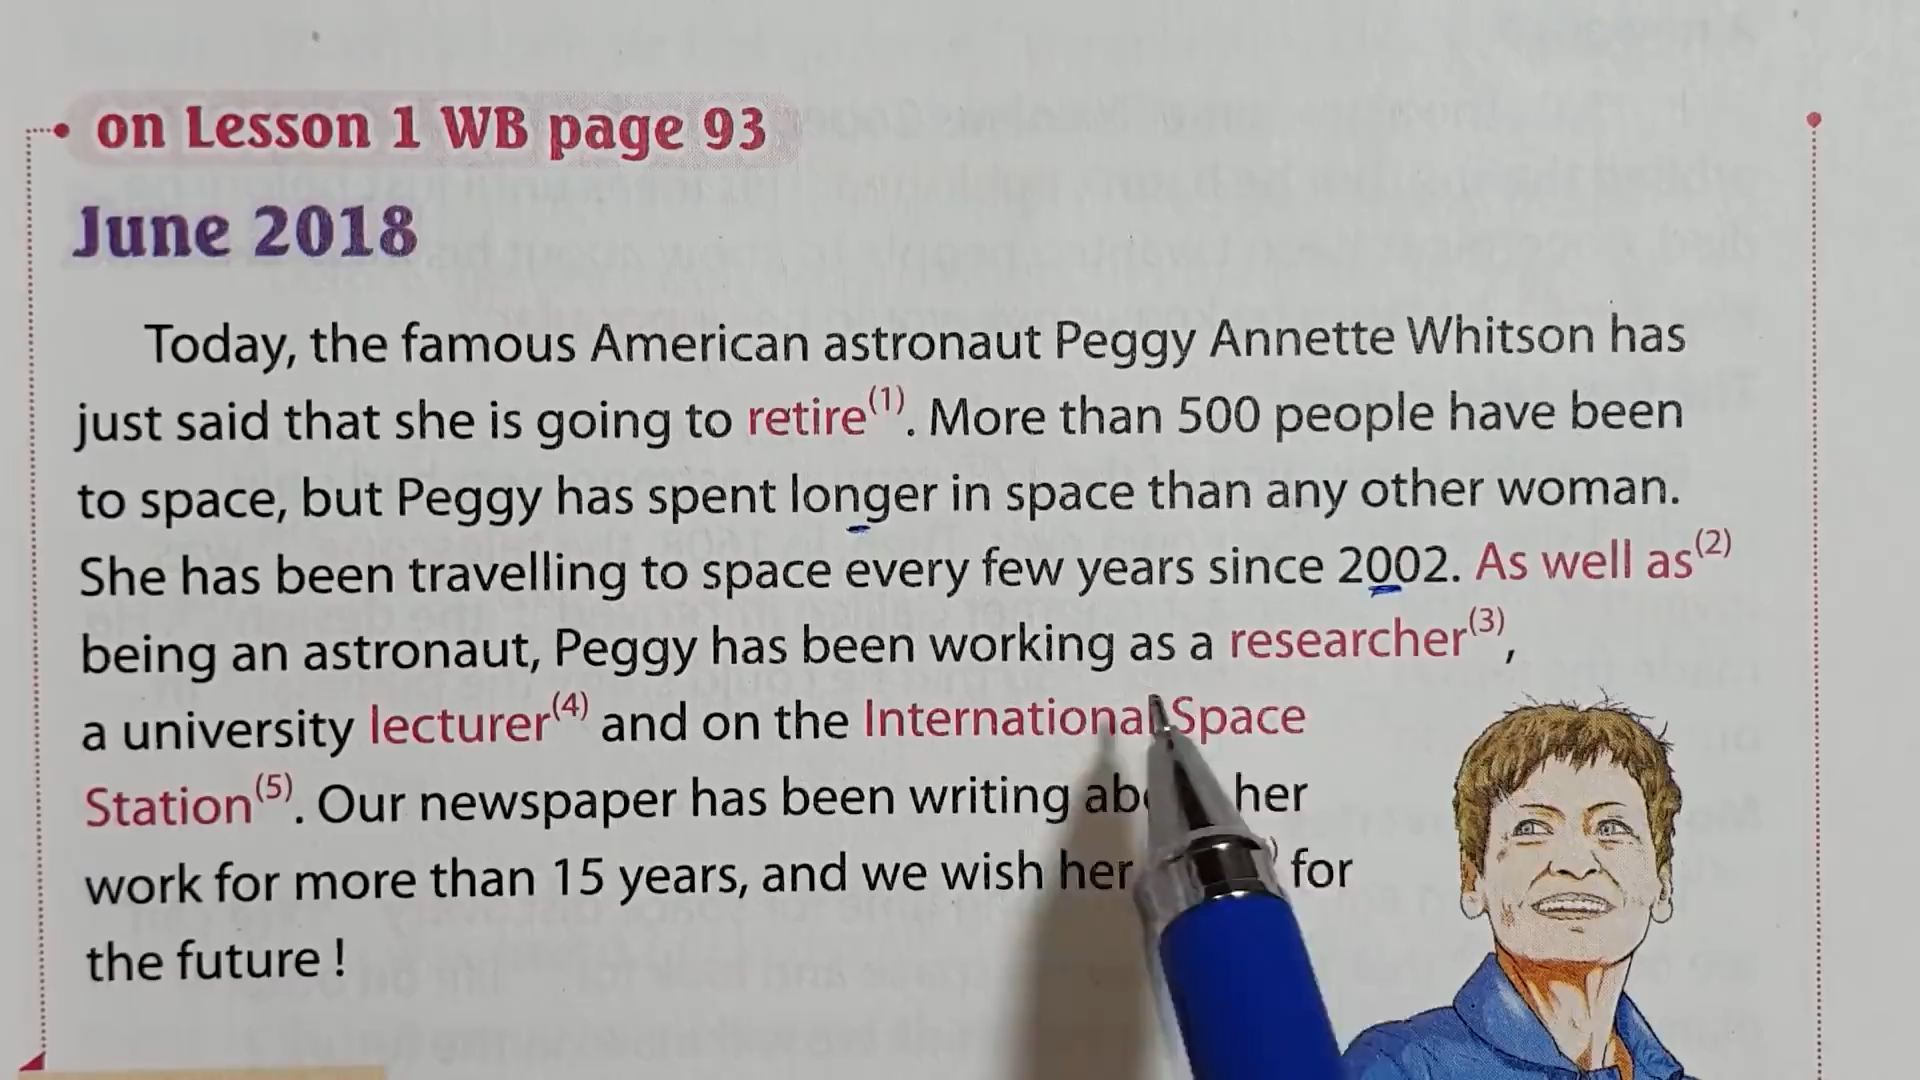 on Lesson 1 WB page 93
June 2018
Today, the famous American astronaut Peggy Annette Whitson has
just said that she is going to retire(1). More than 500 people have been
to space, but Peggy has spent longer in space than any other woman.
She has been travelling to space every few years since 2002. As well as(2)
being an astronaut, Peggy has been working as a researcher(3),
a university lecturer(4) and on the International Space
Station(5). Our newspaper has been writing her
work for more than 15 years, and we wish her for
the future !